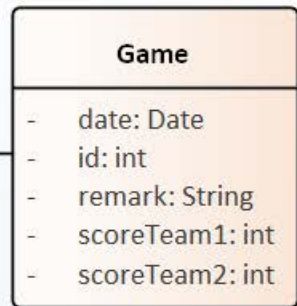 Game
- date: Date
- id: int
- remark: String
- scoreTeam1: int
- scoreTeam2: int